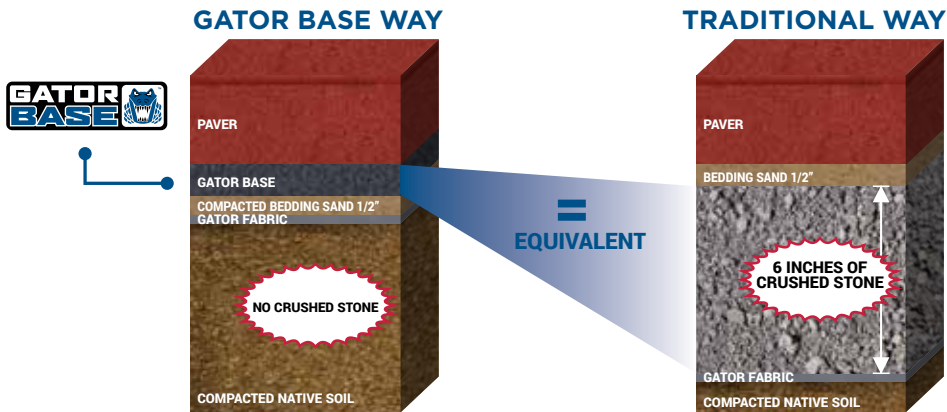 GATOR BASE WAY
TRADITIONAL WAY
GATOR
BASE
PAVER
GATOR BASE
COMPACTED BEDDING SAND 1/2”
GATOR FABRIC
NO CRUSHED STONE
COMPACTED NATIVE SOIL
=
EQUIVALENT
PAVER
BEDDING SAND 1/2”
6 INCHES OF
CRUSHED STONE
GATOR FABRIC
COMPACTED NATIVE SOIL